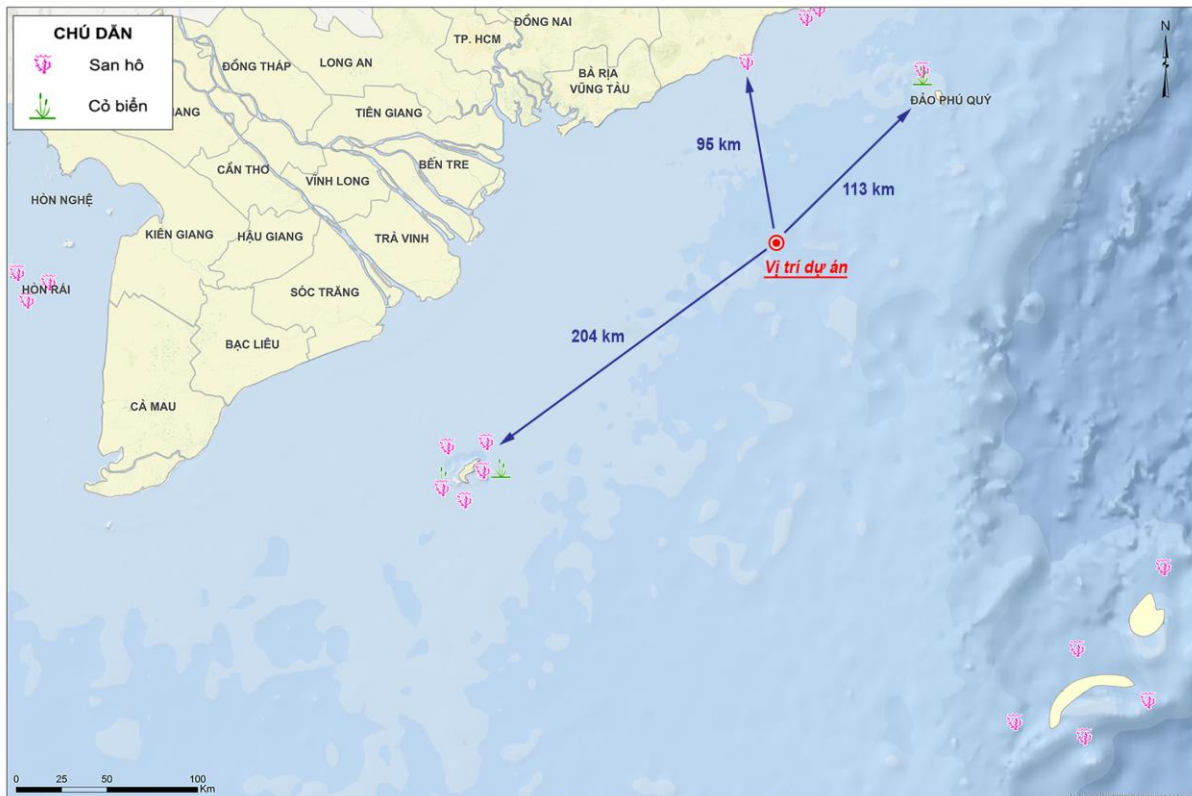 CHÚ DẪN
San hô
Cỏ biển
ĐỒNG NAI
TP. HCM
ĐỒNG THÁP
LONG AN
BÀ RỊA
VŨNG TÀU
ĐẢO PHÚ QUÝ
N
TIỀN GIANG
IANG
95 km
BẾN TRE
CẦN THƠ
VĨNH LONG
113 km
HÒN NGHỆ
KIÊN GIANG
HẬU GIANG
TRÀ VINH
Vị trí dự án
HÒN RÁI
SÓC TRĂNG
204 km
BẠC LIÊU
CÀ MAU
0 25 50 100
Km